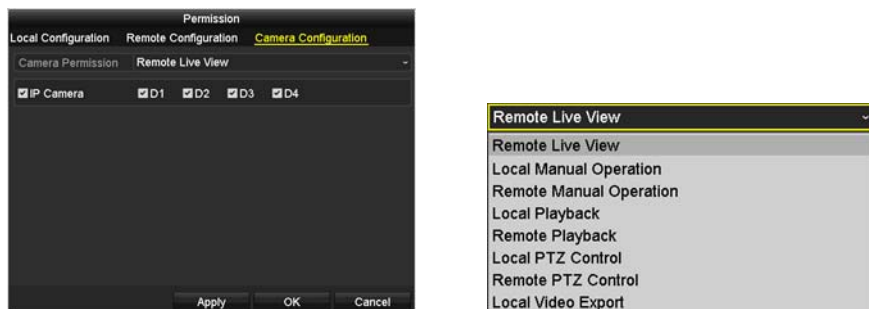 Permission
Local Configuration Remote Configuration Camera Configuration
Camera Permission Remote Live View
IP Camera D1 D2 D3 D4
Apply OK Cancel
Remote Live View
Remote Live View
Local Manual Operation
Remote Manual Operation
Local Playback
Remote Playback
Local PTZ Control
Remote PTZ Control
Local Video Export